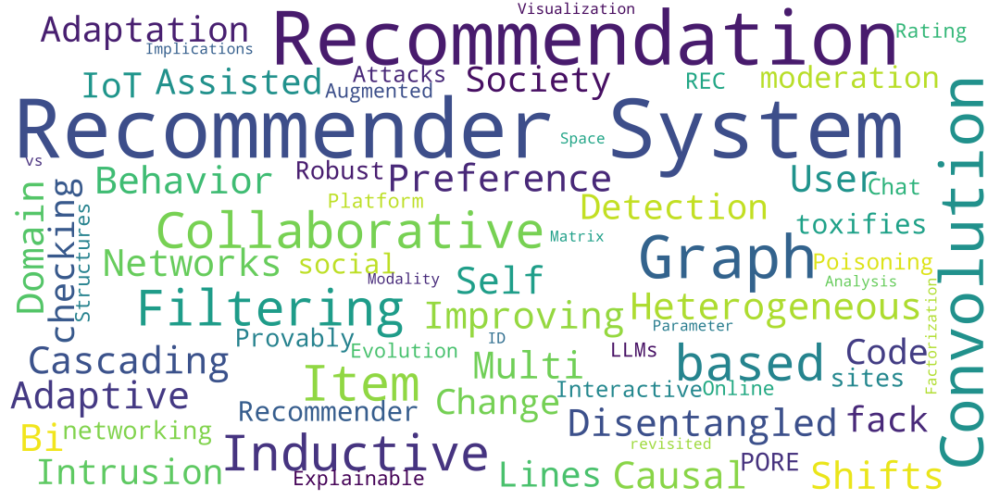 Visualization
Adaptation
Recommendation
Rating
Implications
IoT
Assisted
Attacks
Augmented
Society
REC
moderation
Recommender System
Space
vs
Behavior
Robust
Preference
User
Chat
Convolution
Domain
checking
Structures
Platform
Detection
toxifies
Collaborative
Matrix
Graph
Networks
social
Modality
Self
Poisoning
Analysis
Filtering
Improving
Heterogeneous
Factorization
Provably
Parameter
Evolution
ID
LLMs
Cascading
Multi
based
Code
Item
Interactive
Online
sites
Adaptive
Recommender
Change
Disentangled
fack
Bi
networking
Inductive
revisited
PORE
Intrusion
Explainable
Lines
Causal
Shifts